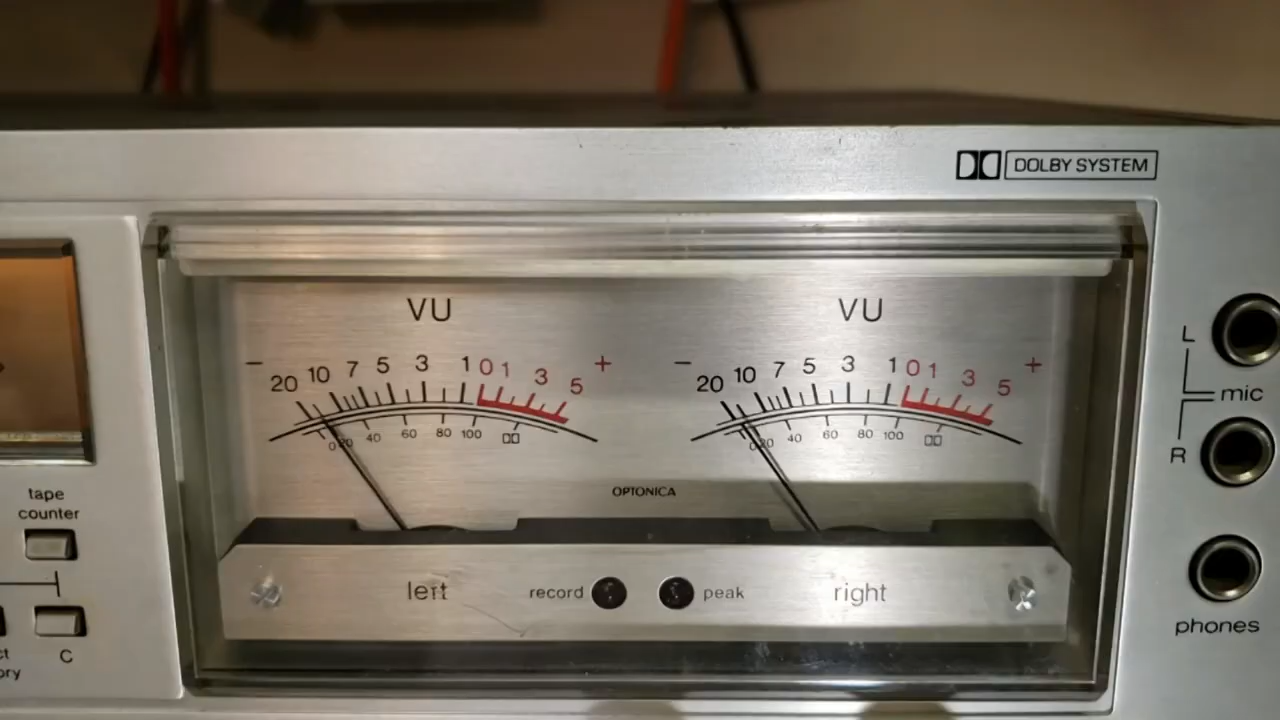 DOLBY SYSTEM
VU
VU
− 20 10 7 5 3 1 0 1 3 5 +
− 20 10 7 5 3 1 0 1 3 5 +
0 20 40 60 80 100
0 20 40 60 80 100
OPTONICA
left
record
peak
right
tape
counter
C
L
mic
R
phones